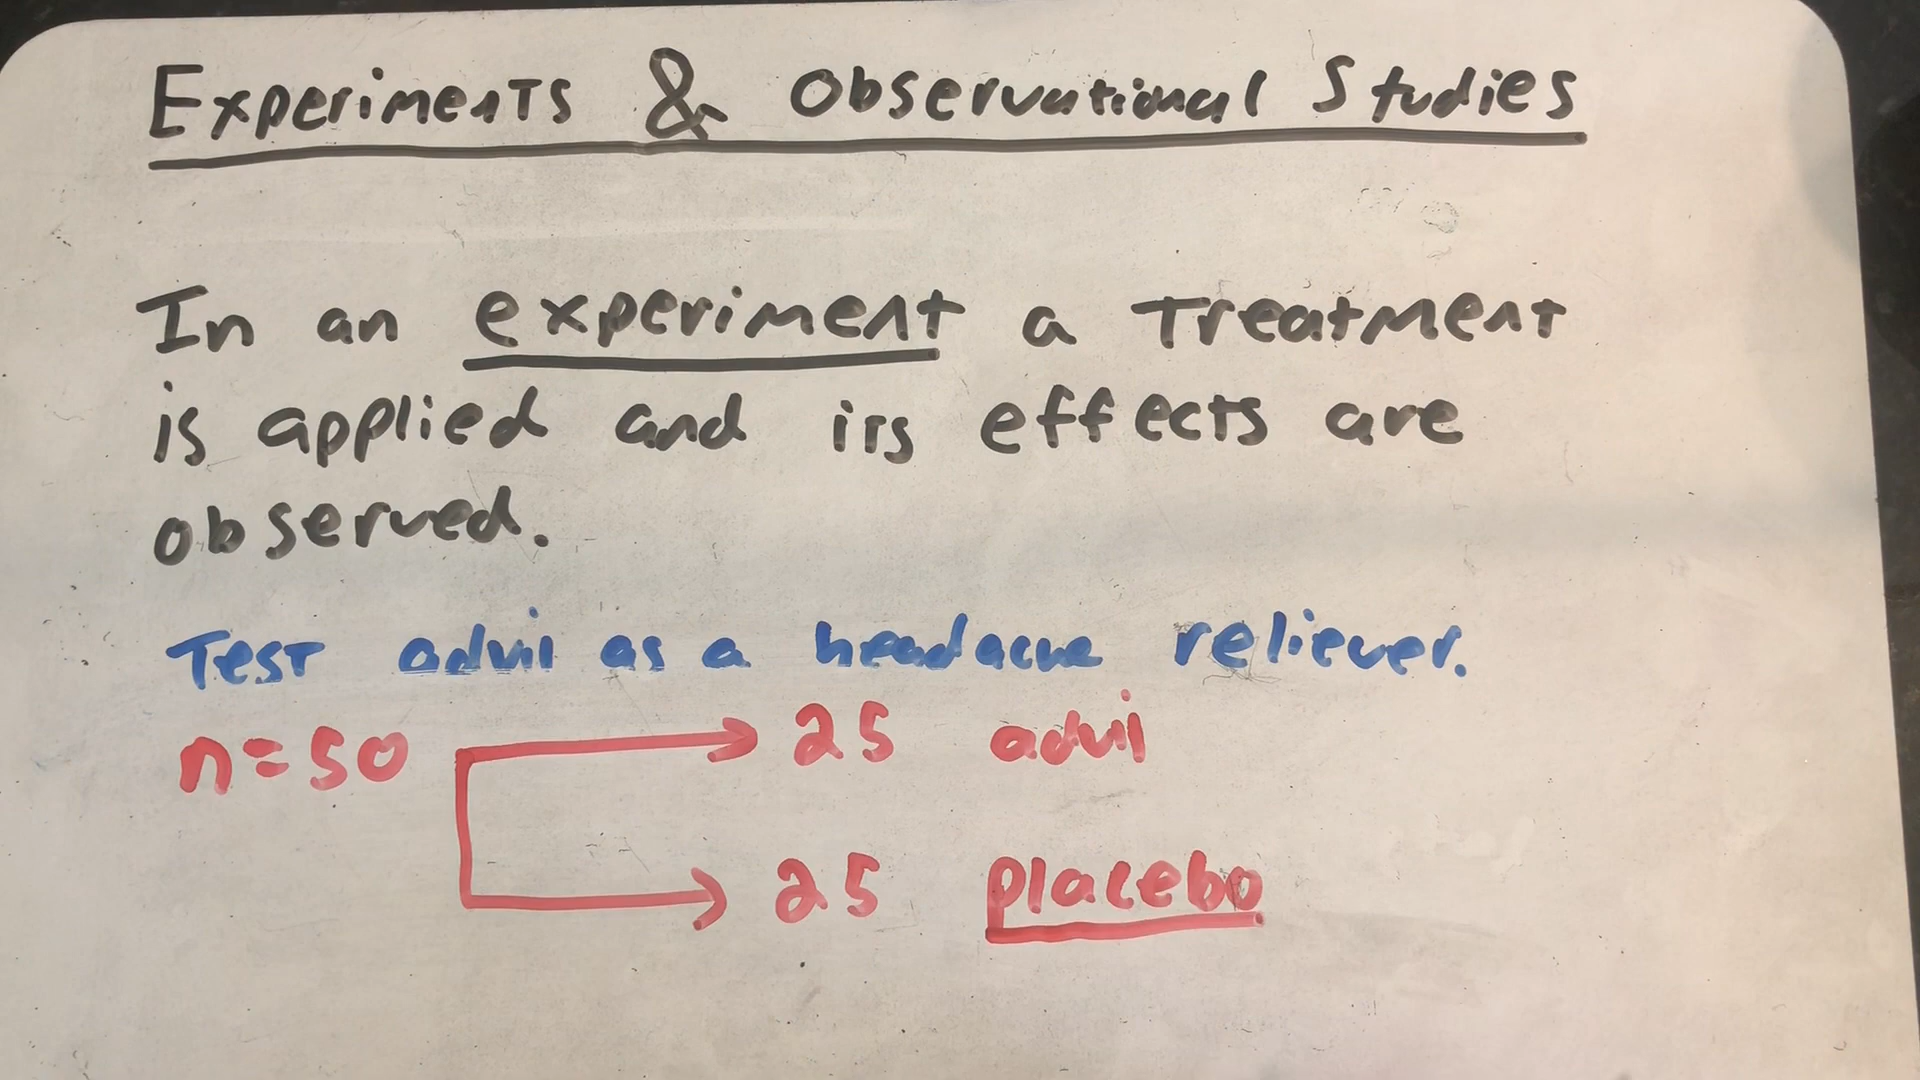 Experiments & Observational Studies
In an experiment a Treatment
is applied and its effects are
observed.
Test advil as a headache reliever.
n=50 25 advil
25 placebo